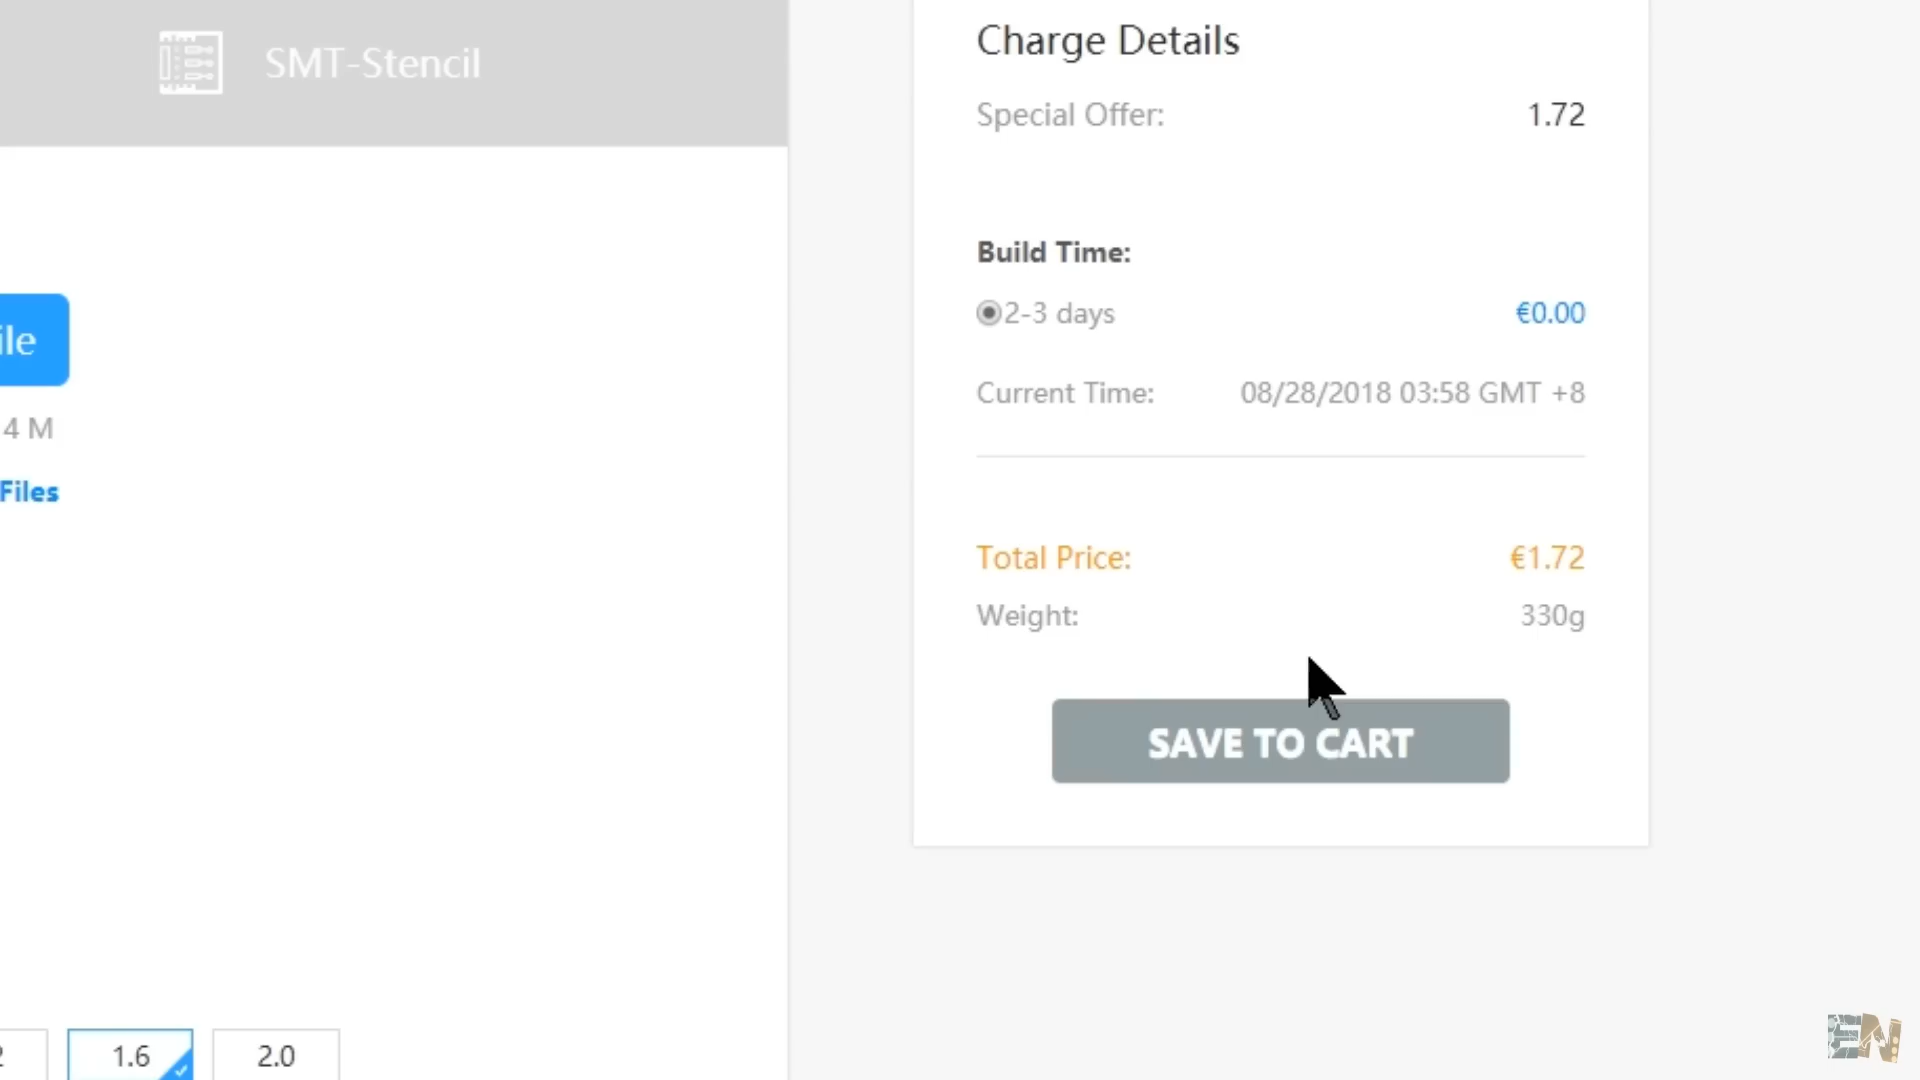 SMT-Stencil
ile
4 M
Files
2
1.6
2.0
Charge Details
Special Offer: 1.72
Build Time:
2-3 days €0.00
Current Time: 08/28/2018 03:58 GMT +8
Total Price: €1.72
Weight: 330g
SAVE TO CART
EN